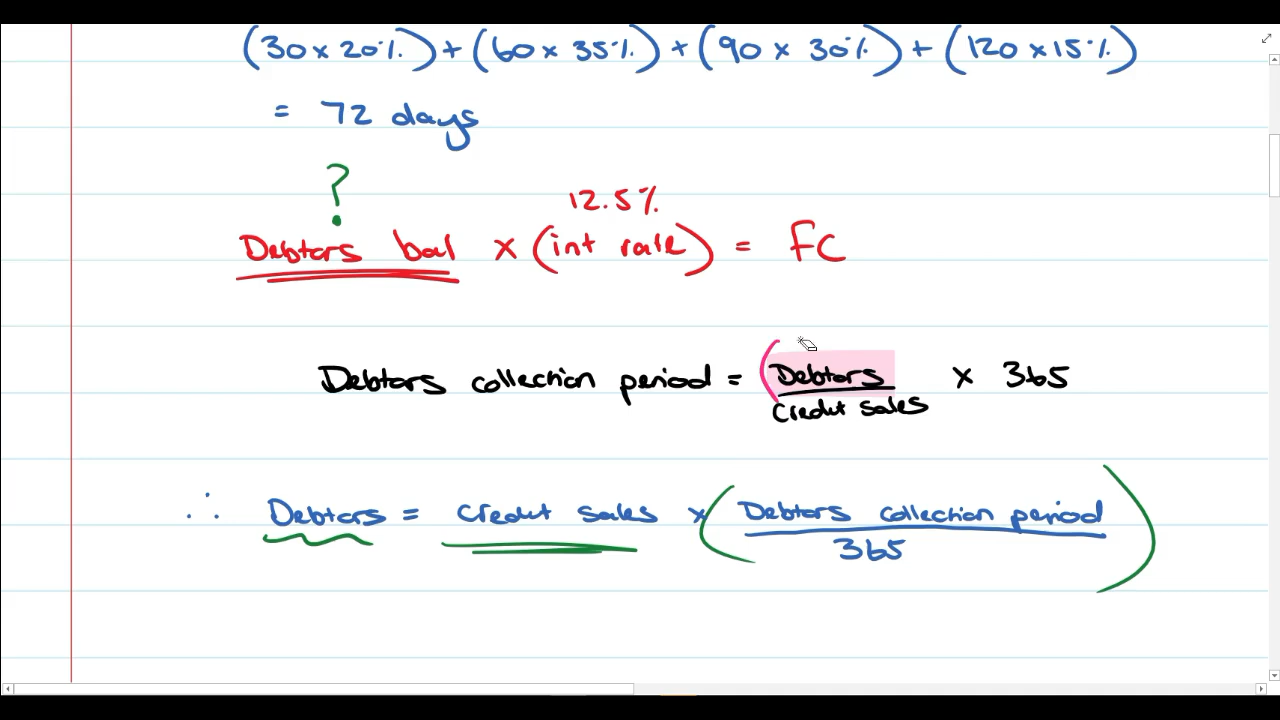 (30 x 20%) + (60 x 35%) + (90 x 30%) + (120 x 15%)
= 72 days
?
12.5%
Debtors bal x (int rate) = FC
Debtors collection period = (Debtors / Credit sales x 365
∴ Debtors = Credit sales x (Debtors collection period / 365)